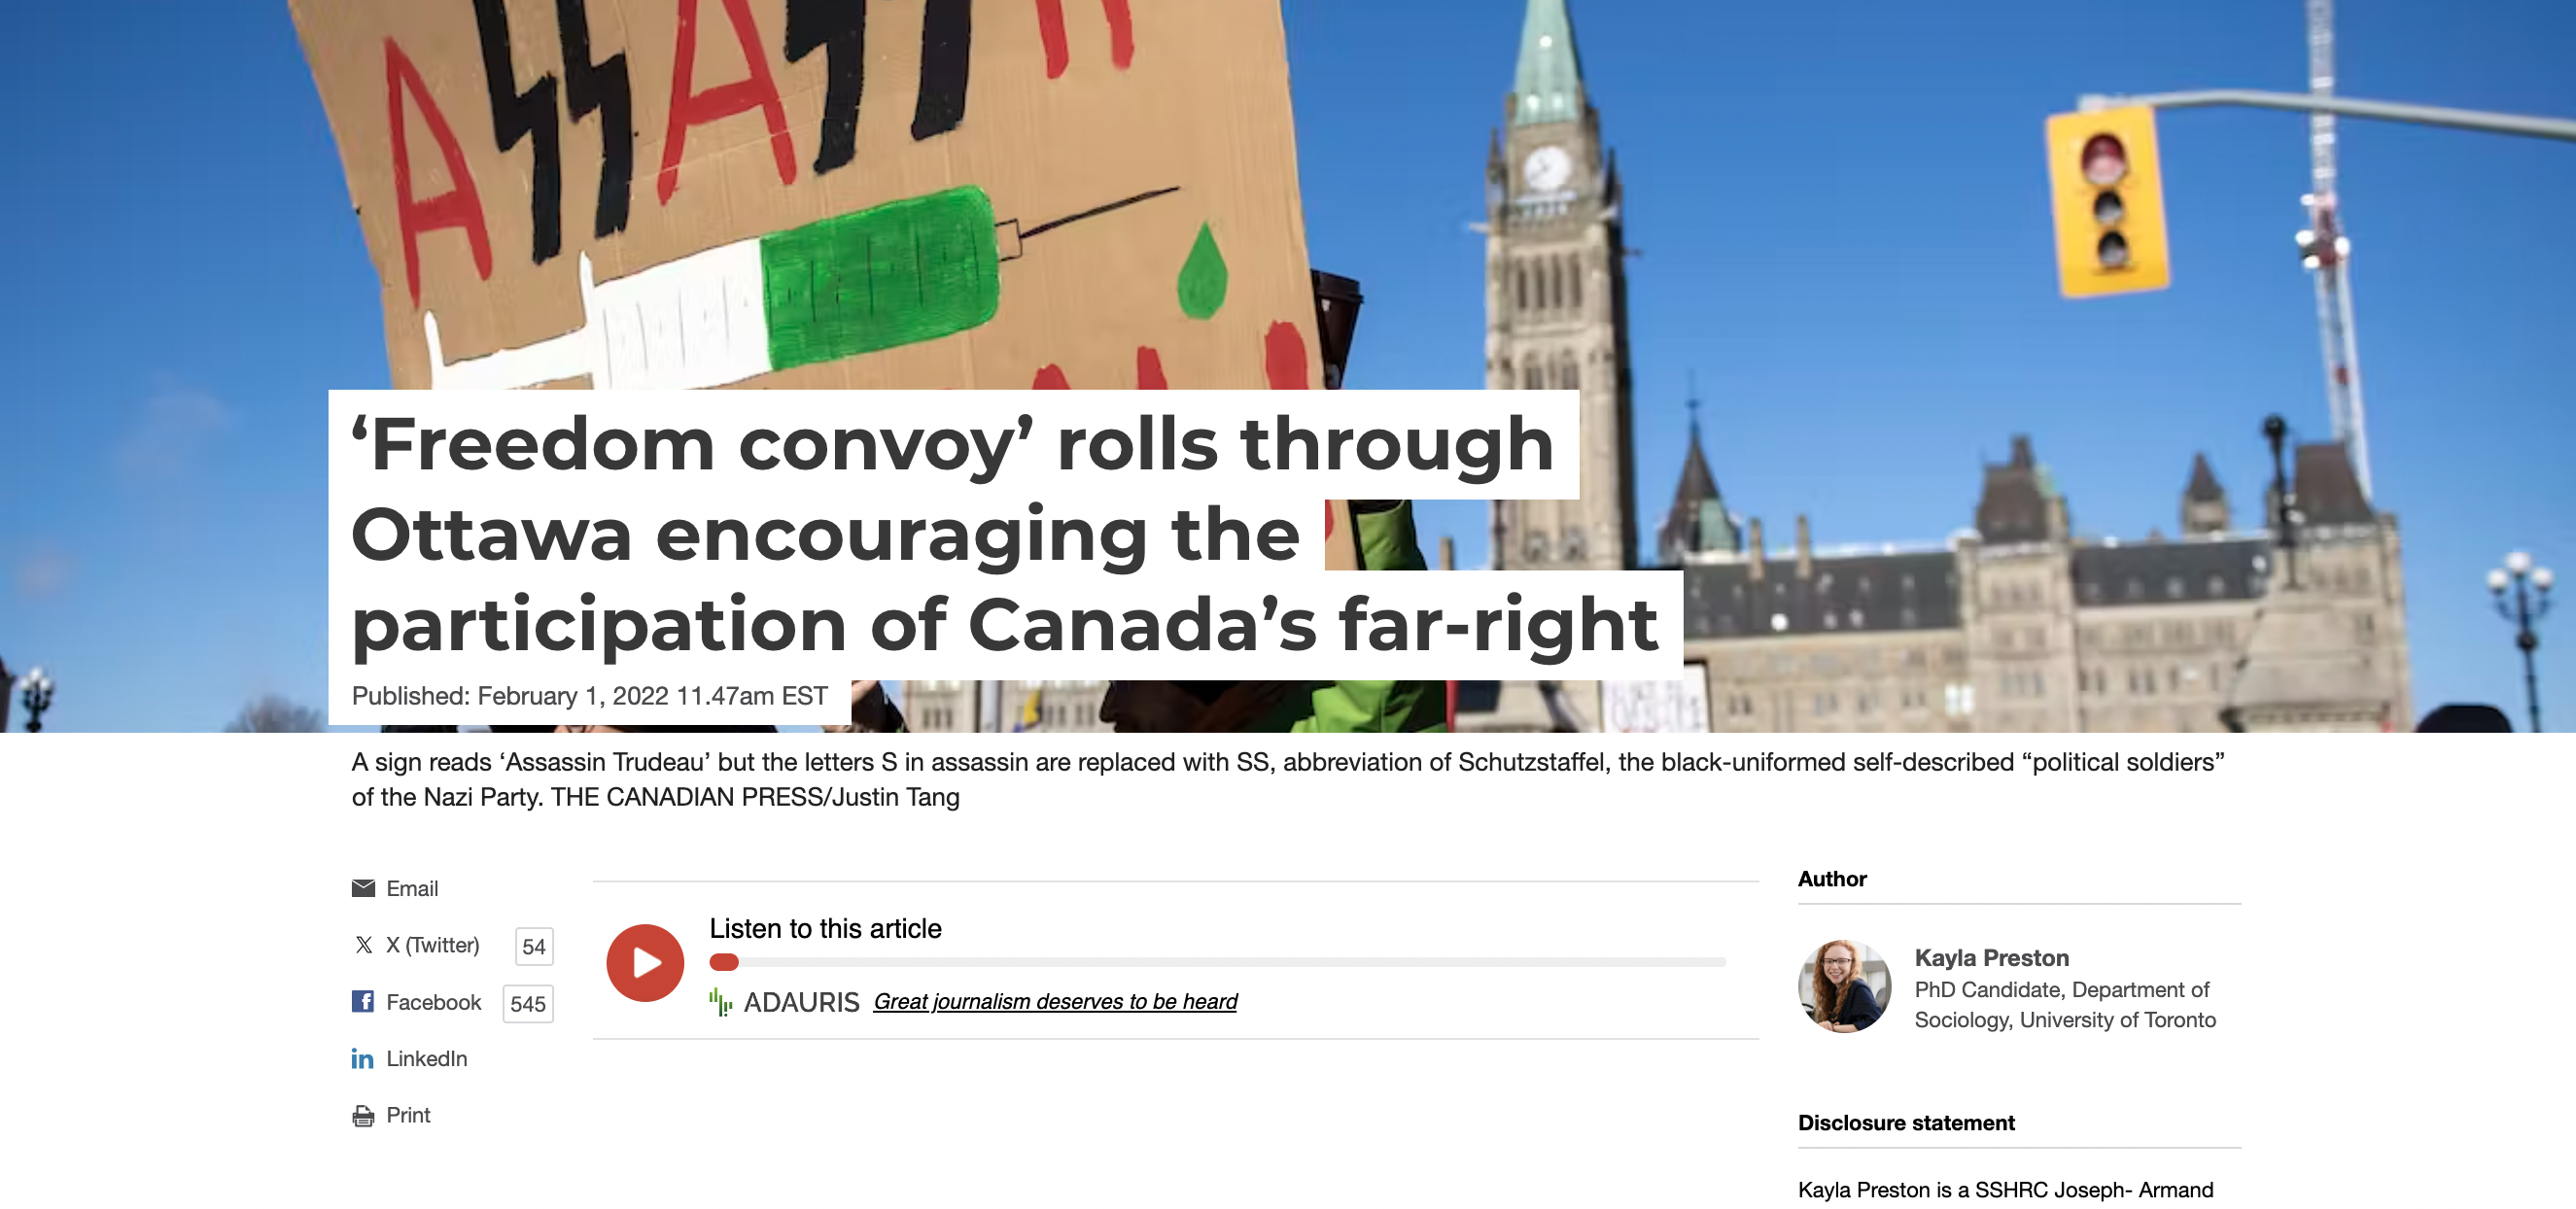 ASSASSIN
‘Freedom convoy’ rolls through
Ottawa encouraging the
participation of Canada’s far-right
Published: February 1, 2022 11.47am EST
A sign reads ‘Assassin Trudeau’ but the letters S in assassin are replaced with SS, abbreviation of Schutzstaffel, the black-uniformed self-described “political soldiers”
of the Nazi Party. THE CANADIAN PRESS/Justin Tang
Email
X (Twitter) 54
Facebook 545
LinkedIn
Print
Listen to this article
ADAURIS Great journalism deserves to be heard
Author
Kayla Preston
PhD Candidate, Department of
Sociology, University of Toronto
Disclosure statement
Kayla Preston is a SSHRC Joseph- Armand